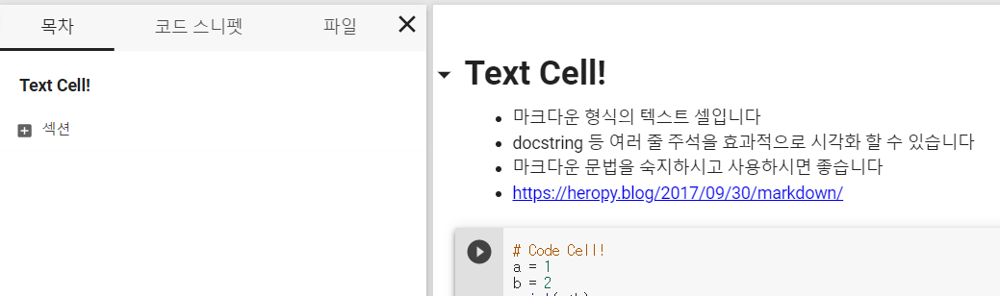 목차 코드 스니펫 파일
Text Cell!
섹션
Text Cell!
마크다운 형식의 텍스트 셀입니다
docstring 등 여러 줄 주석을 효과적으로 시각화 할 수 있습니다
마크다운 문법을 숙지하시고 사용하시면 좋습니다
https://heropy.blog/2017/09/30/markdown/
# Code Cell!
a = 1
b = 2